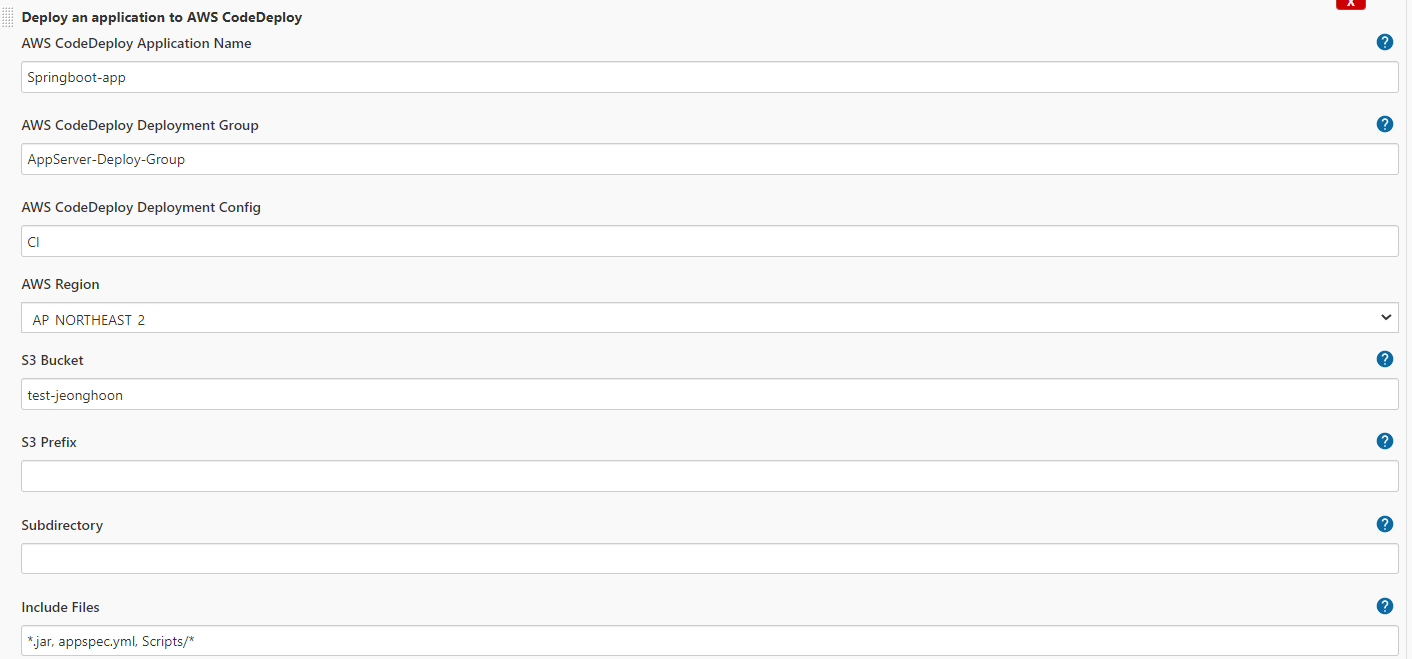 X
Deploy an application to AWS CodeDeploy
AWS CodeDeploy Application Name
?
Springboot-app
AWS CodeDeploy Deployment Group
?
AppServer-Deploy-Group
AWS CodeDeploy Deployment Config
CI
AWS Region
AP_NORTHEAST_2
S3 Bucket
?
test-jeonghoon
S3 Prefix
?
Subdirectory
?
Include Files
?
*.jar, appspec.yml, Scripts/*